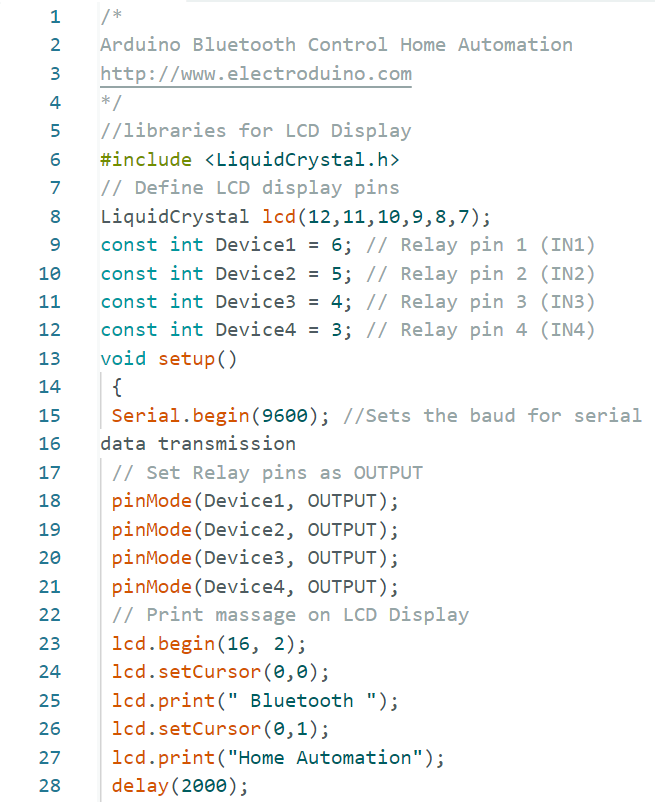 1 /*
2 Arduino Bluetooth Control Home Automation
3 http://www.electroduino.com
4 */
5 //libraries for LCD Display
6 #include <LiquidCrystal.h>
7 // Define LCD display pins
8 LiquidCrystal lcd(12,11,10,9,8,7);
9 const int Device1 = 6; // Relay pin 1 (IN1)
10 const int Device2 = 5; // Relay pin 2 (IN2)
11 const int Device3 = 4; // Relay pin 3 (IN3)
12 const int Device4 = 3; // Relay pin 4 (IN4)
13 void setup()
14 {
15 Serial.begin(9600); //Sets the baud for serial
16 data transmission
17 // Set Relay pins as OUTPUT
18 pinMode(Device1, OUTPUT);
19 pinMode(Device2, OUTPUT);
20 pinMode(Device3, OUTPUT);
21 pinMode(Device4, OUTPUT);
22 // Print massage on LCD Display
23 lcd.begin(16, 2);
24 lcd.setCursor(0,0);
25 lcd.print(" Bluetooth ");
26 lcd.setCursor(0,1);
27 lcd.print("Home Automation");
28 delay(2000);